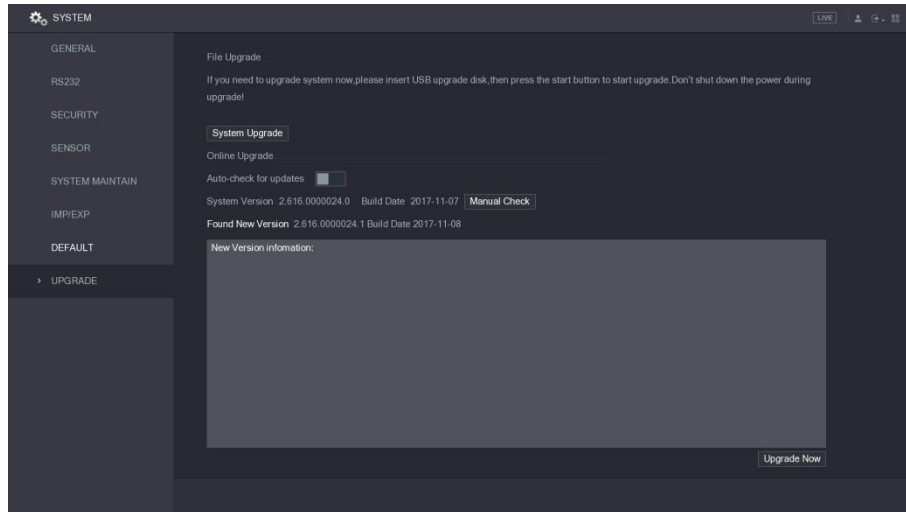 SYSTEM
LIVE
GENERAL
RS232
SECURITY
SENSOR
SYSTEM MAINTAIN
IMP/EXP
DEFAULT
UPGRADE
File Upgrade
If you need to upgrade system now,please insert USB upgrade disk,then press the start button to start upgrade.Don't shut down the power during
upgrade!
System Upgrade
Online Upgrade
Auto-check for updates
System Version 2.616.0000024.0 Build Date 2017-11-07 Manual Check
Found New Version 2.616.0000024.1 Build Date 2017-11-08
New Version infomation:
Upgrade Now